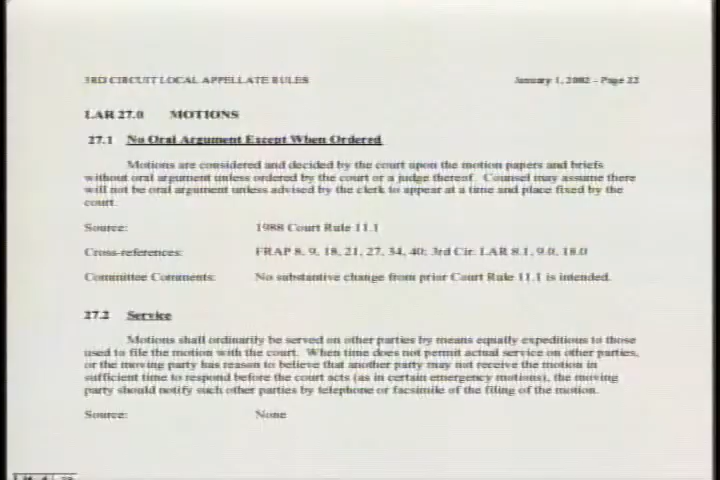 3RD CIRCUIT LOCAL APPELLATE RULES January 1, 2002 - Page 22
LAR 27.0 MOTIONS
27.1 No Oral Argument Except When Ordered
Motions are considered and decided by the court upon the motion papers and briefs
without oral argument unless ordered by the court or a judge thereof. Counsel may assume there
will not be oral argument unless advised by the clerk to appear at a time and place fixed by the
court.
Source: 1988 Court Rule 11.1
Cross-references: FRAP 8, 9, 18, 21, 27, 34, 40; 3rd Cir. LAR 8.1, 9.0, 18.0
Committee Comments: No substantive change from prior Court Rule 11.1 is intended.
27.2 Service
Motions shall ordinarily be served on other parties by means equally expeditious to those
used to file the motion with the court. When time does not permit actual service on other parties,
or the moving party has reason to believe that another party may not receive the motion in
sufficient time to respond before the court acts (as in certain emergency motions), the moving
party should notify such other parties by telephone or facsimile of the filing of the motion.
Source: None